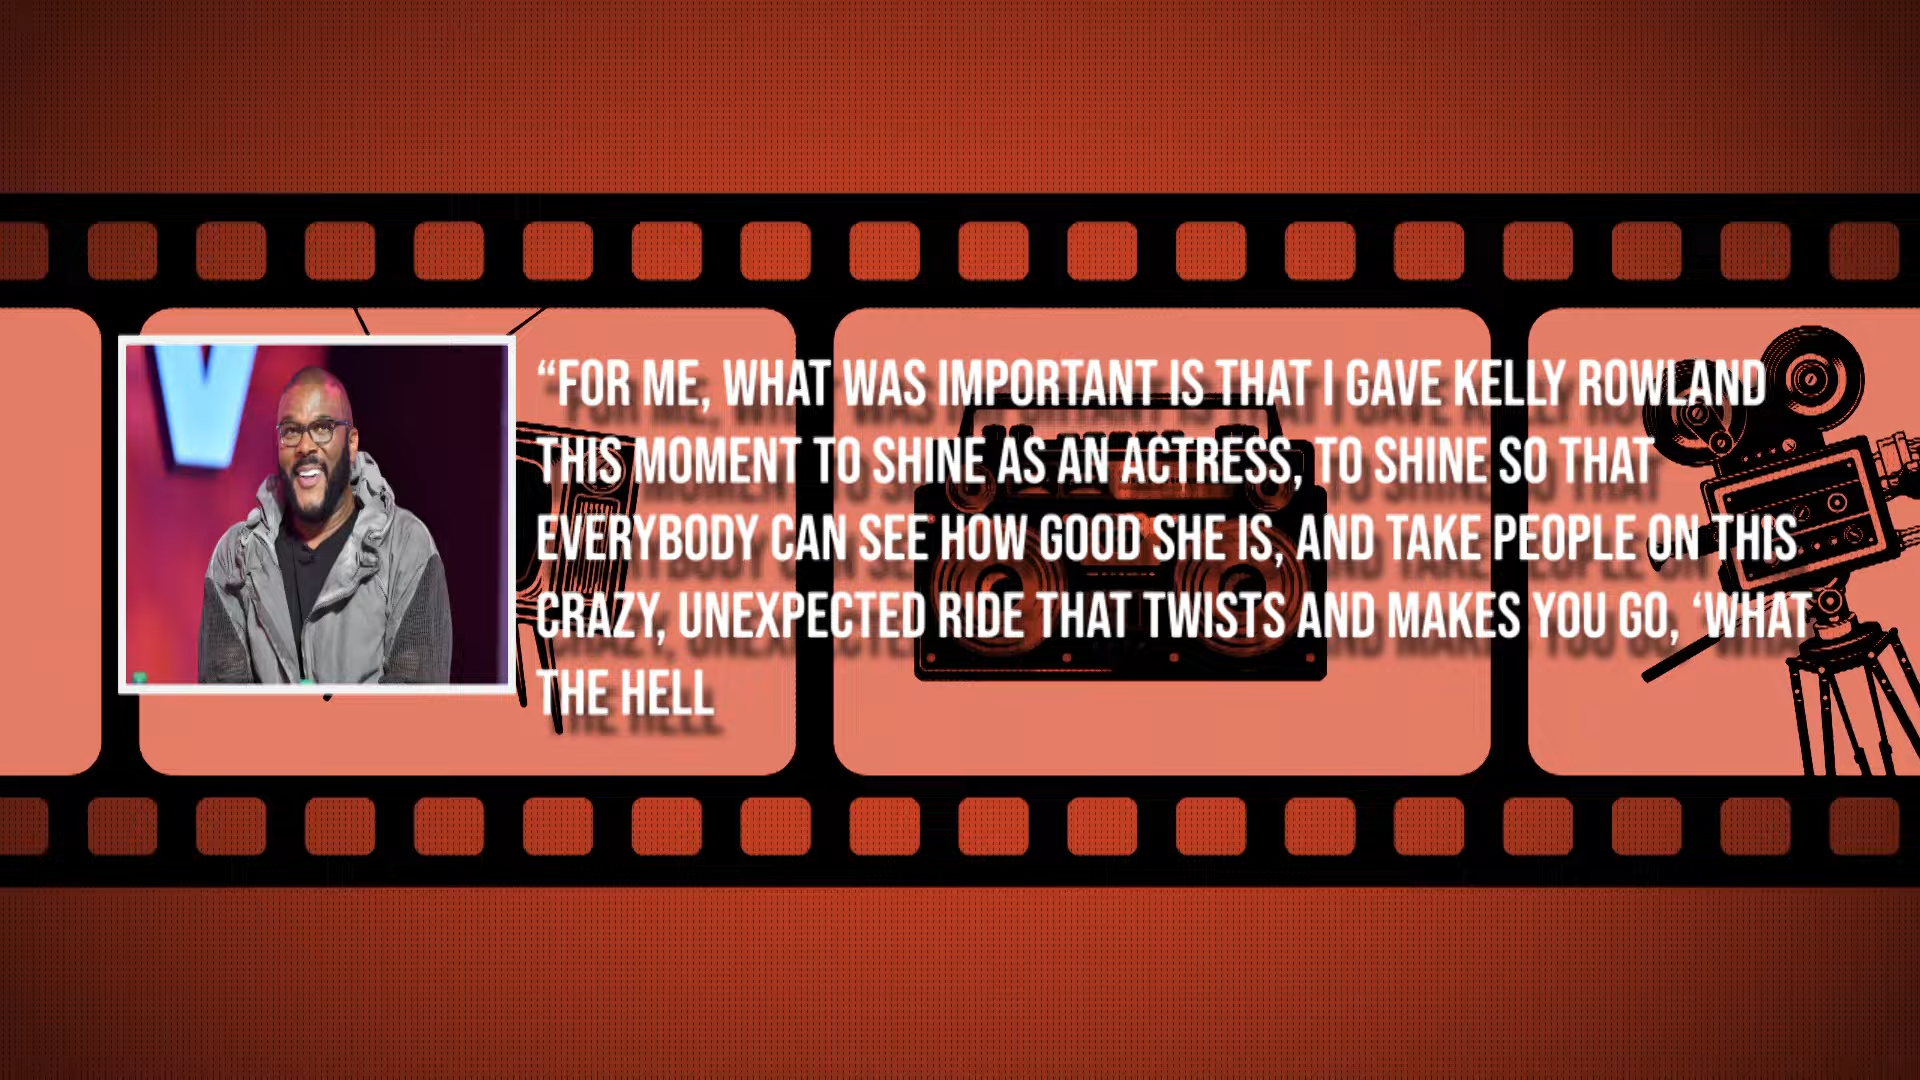 “FOR ME, WHAT WAS IMPORTANT IS THAT I GAVE KELLY ROWLAND
THIS MOMENT TO SHINE AS AN ACTRESS, TO SHINE SO THAT
EVERYBODY CAN SEE HOW GOOD SHE IS, AND TAKE PEOPLE ON THIS
CRAZY, UNEXPECTED RIDE THAT TWISTS AND MAKES YOU GO, ‘WHAT
THE HELL